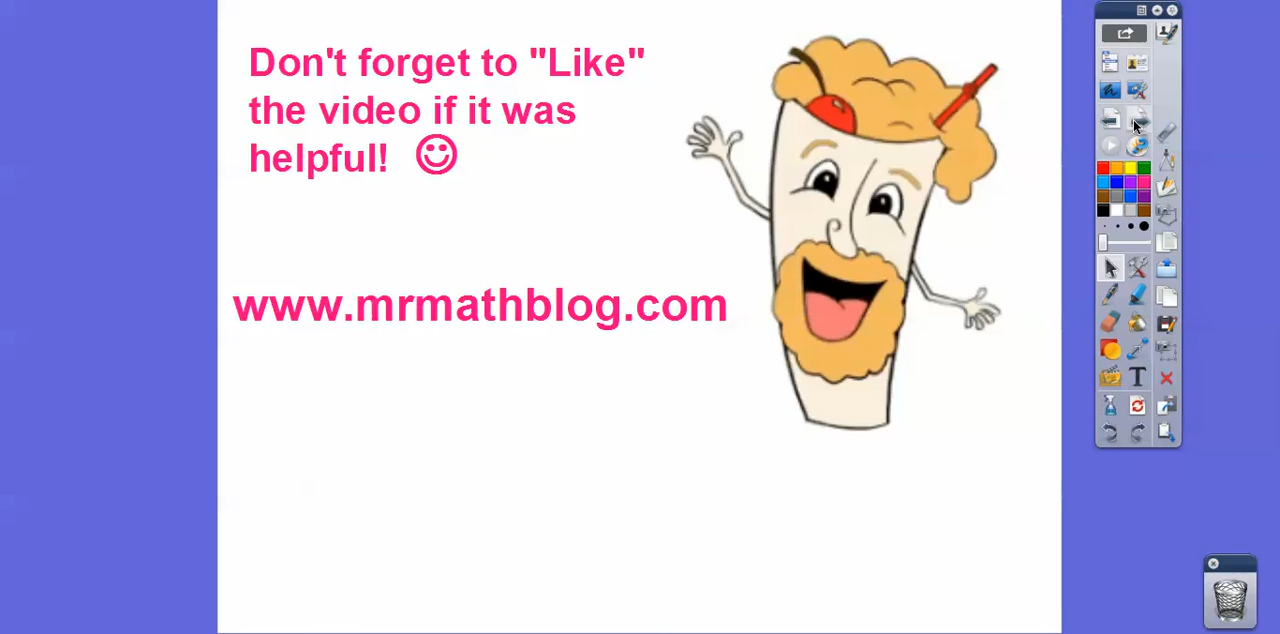 Don't forget to "Like"
the video if it was
helpful! ☺
www.mrmathblog.com
T